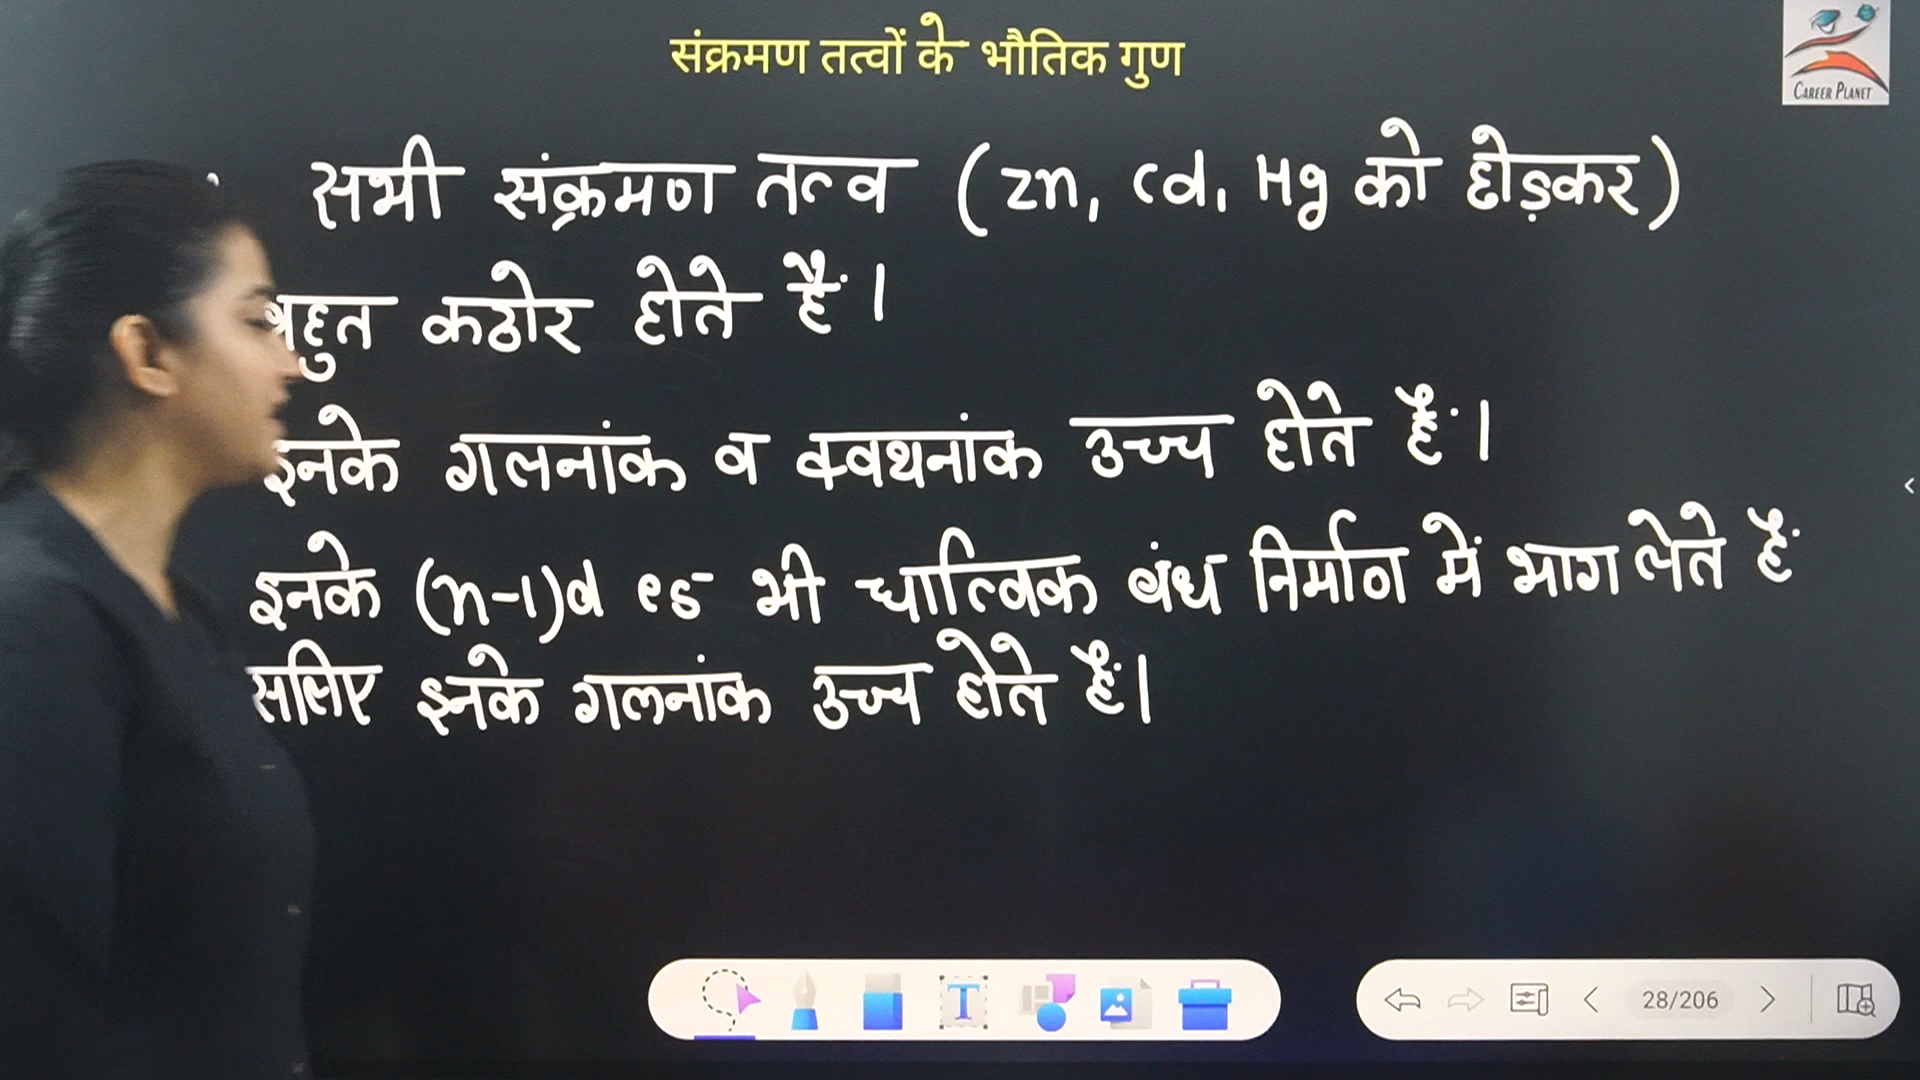 संक्रमण तत्वों के भौतिक गुण
CAREER PLANET
सभी संक्रमण तत्व (Zn, Cd, Hg को छोड़कर)
बहुत कठोर होते हैं।
इनके गलनांक व क्वथनांक उच्च होते हैं।
इनके (n-1)d es⁻ भी धात्विक बंध निर्माण में भाग लेते हैं
सलिए इनके गलनांक उच्च होते हैं।
28/206